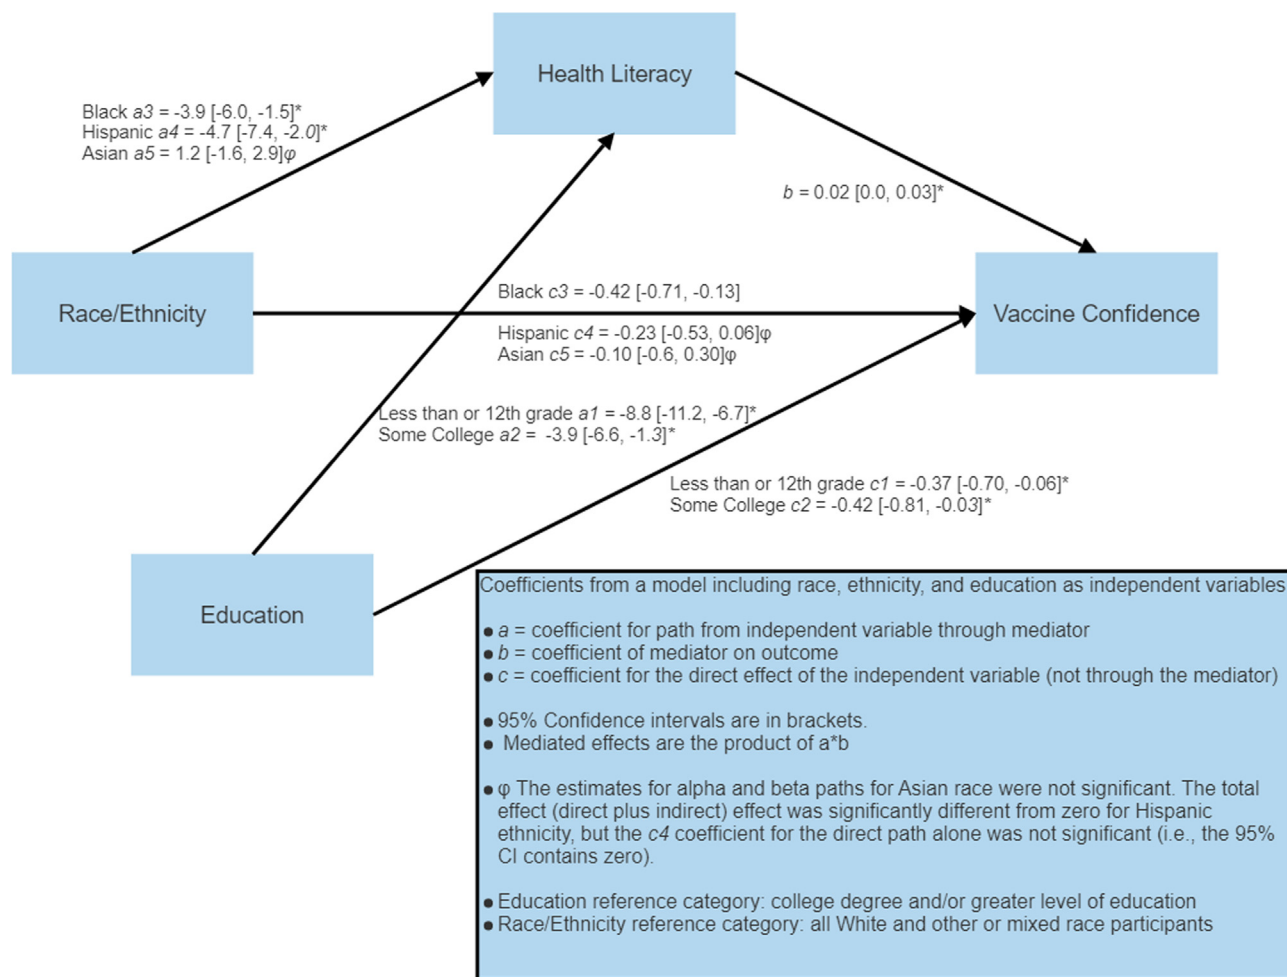 Health Literacy
Black a3 = -3.9 [-6.0, -1.5]*
Hispanic a4 = -4.7 [-7.4, -2.0]*
Asian a5 = 1.2 [-1.6, 2.9]φ
b = 0.02 [0.0, 0.03]*
Race/Ethnicity
Black c3 = -0.42 [-0.71, -0.13]
Hispanic c4 = -0.23 [-0.53, 0.06]φ
Asian c5 = -0.10 [-0.6, 0.30]φ
Vaccine Confidence
Less than or 12th grade a1 = -8.8 [-11.2, -6.7]*
Some College a2 =  -3.9 [-6.6, -1.3]*
Less than or 12th grade c1 = -0.37 [-0.70, -0.06]*
Some College c2 = -0.42 [-0.81, -0.03]*
Education
Coefficients from a model including race, ethnicity, and education as independent variables
● a = coefficient for path from independent variable through mediator
● b = coefficient of mediator on outcome
● c = coefficient for the direct effect of the independent variable (not through the mediator)
● 95% Confidence intervals are in brackets.
● Mediated effects are the product of a*b
● φ The estimates for alpha and beta paths for Asian race were not significant. The total
effect (direct plus indirect) effect was significantly different from zero for Hispanic
ethnicity, but the c4 coefficient for the direct path alone was not significant (i.e., the 95%
CI contains zero).
● Education reference category: college degree and/or greater level of education
● Race/Ethnicity reference category: all White and other or mixed race participants